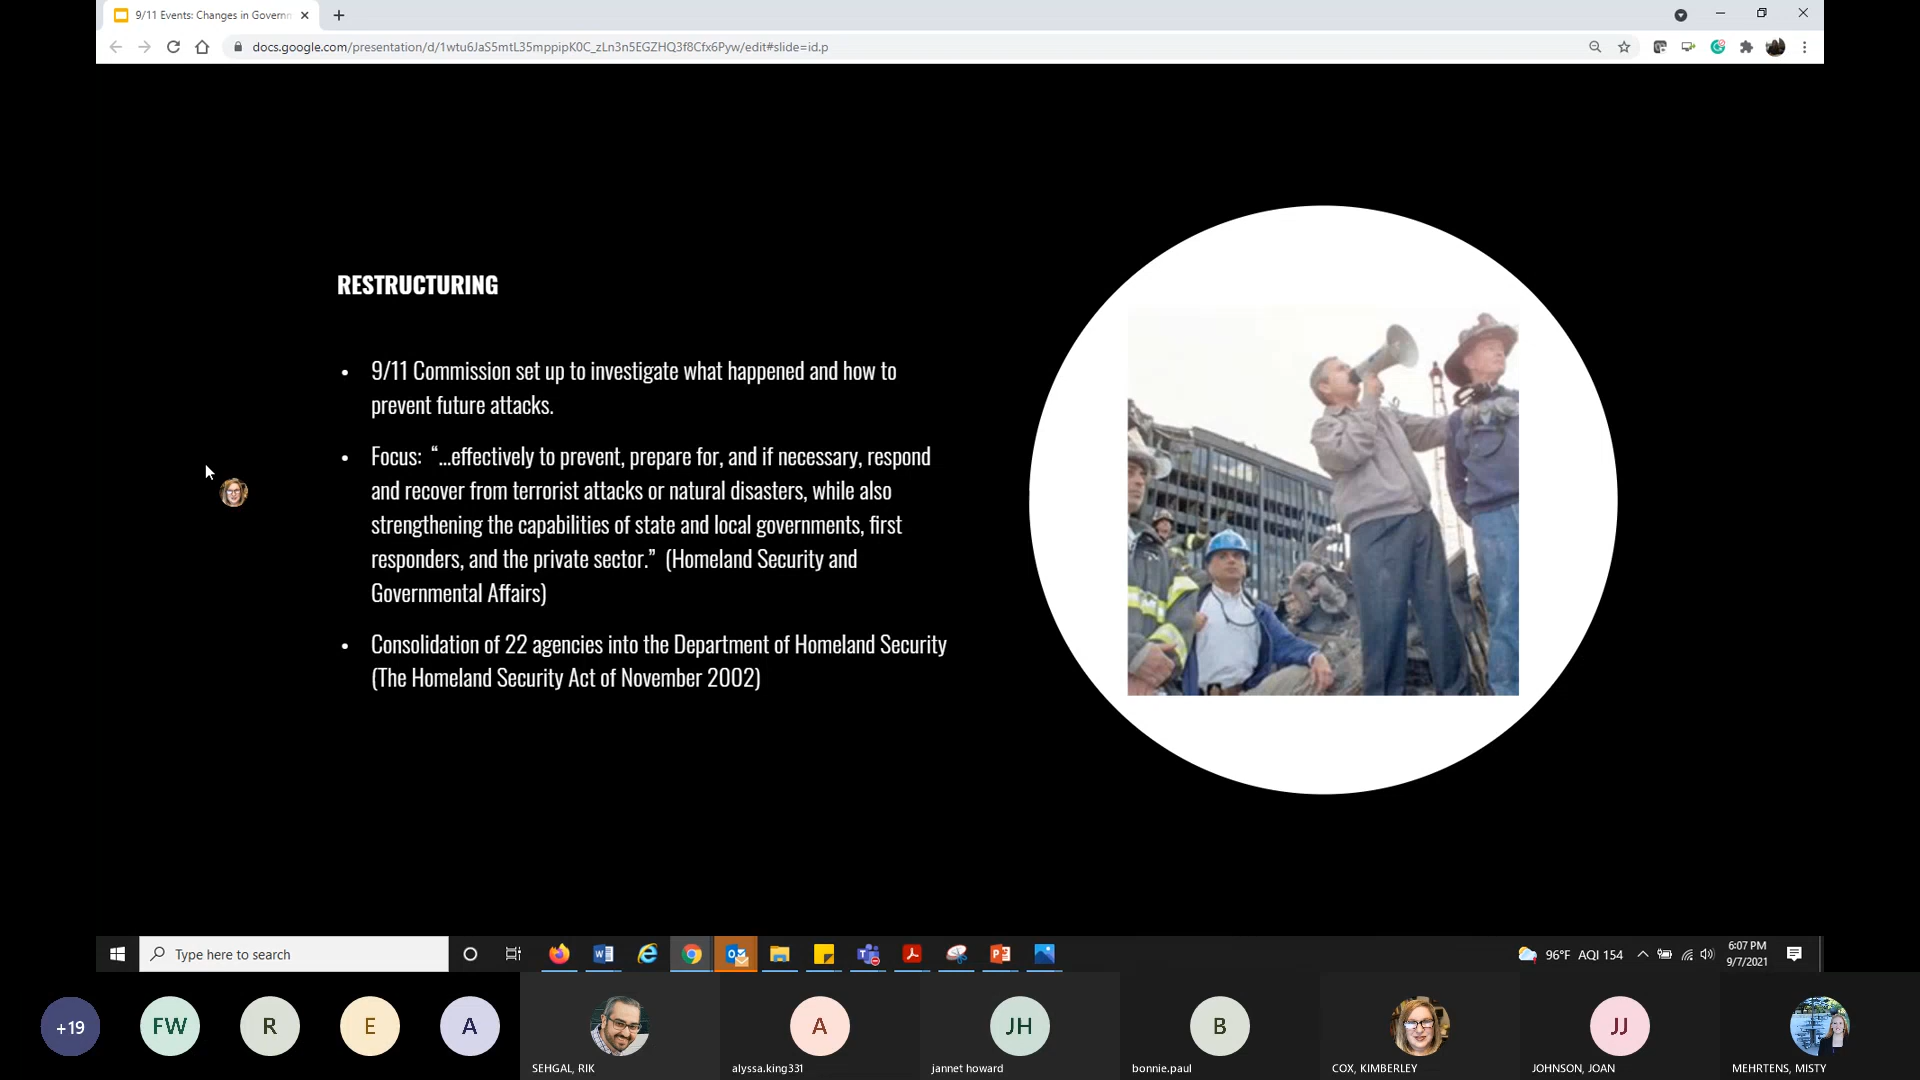 9/11 Events: Changes in Governm
docs.google.com/presentation/d/1wtu6JaS5mtL35mppipK0C_zLn3n5EGZHQ3f8Cfx6Pyw/edit#slide=id.p
RESTRUCTURING
• 9/11 Commission set up to investigate what happened and how to
prevent future attacks.
• Focus: “...effectively to prevent, prepare for, and if necessary, respond
and recover from terrorist attacks or natural disasters, while also
strengthening the capabilities of state and local governments, first
responders, and the private sector.” (Homeland Security and
Governmental Affairs)
• Consolidation of 22 agencies into the Department of Homeland Security
(The Homeland Security Act of November 2002)
Type here to search
96°F AQI 154
6:07 PM
9/7/2021
+19
FW
R
E
A
A
JH
B
JJ
SEHGAL, RIK
alyssa.king331
jannet howard
bonnie.paul
COX, KIMBERLEY
JOHNSON, JOAN
MEHRTENS, MISTY